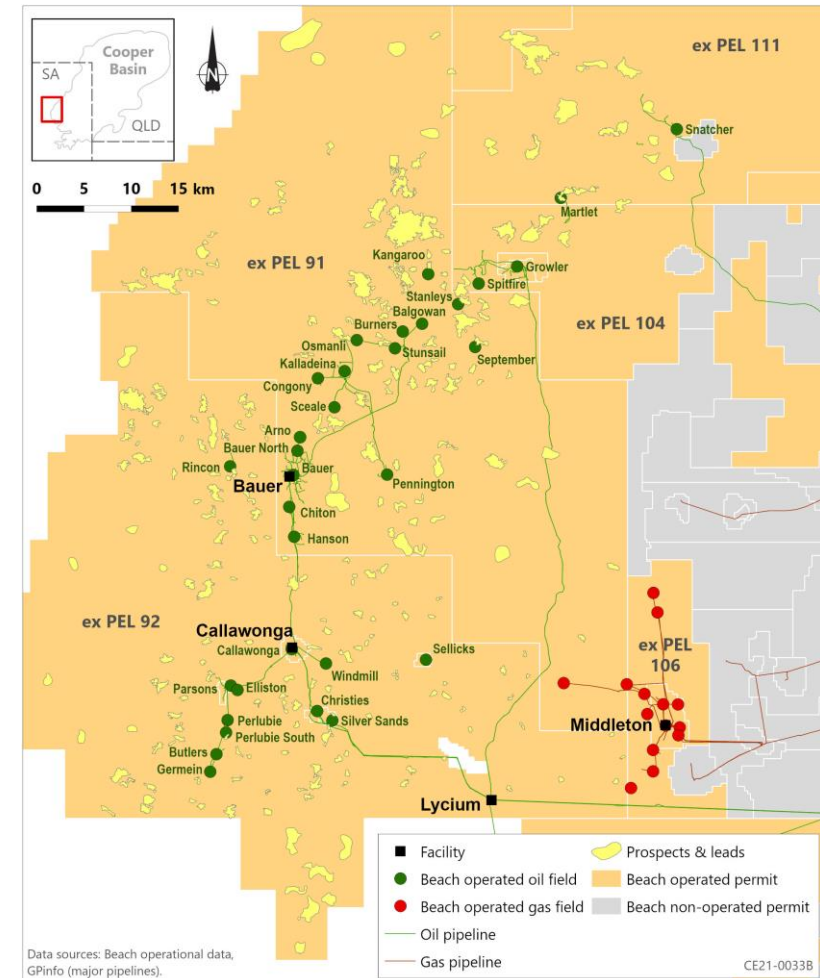 Cooper
Basin
SA
QLD
N
0 5 10 15 km
ex PEL 111
Snatcher
Martlet
ex PEL 91
Kangaroo
Growler
Spitfire
Stanleys
Balgowan
ex PEL 104
Burners
Osmanli
Stunsail
September
Kalladeina
Congony
Sceale
Arno
Bauer North
Rincon
Bauer
Bauer
Pennington
Chiton
Hanson
ex PEL 92
ex PEL
106
Callawonga
Callawonga
Sellicks
Windmill
Parsons
Elliston
Christies
Silver Sands
Perlubie
Perlubie South
Middleton
Butlers
Germein
Lycium
Facility
Beach operated oil field
Beach operated gas field
Oil pipeline
Gas pipeline
Prospects & leads
Beach operated permit
Beach non-operated permit
Data sources: Beach operational data,
GPinfo (major pipelines).
CE21-0033B